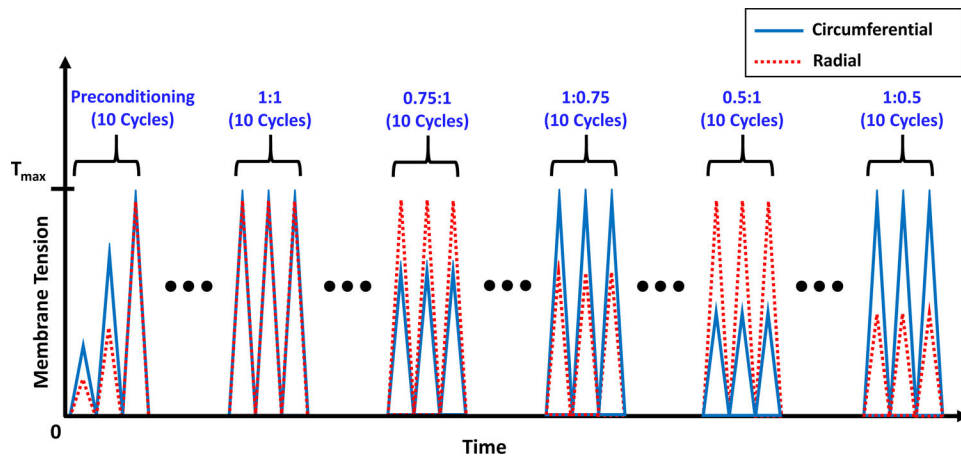 Circumferential
Radial
Preconditioning
(10 Cycles)
1:1
(10 Cycles)
0.75:1
(10 Cycles)
1:0.75
(10 Cycles)
0.5:1
(10 Cycles)
1:0.5
(10 Cycles)
Tmax
Membrane Tension
0
Time